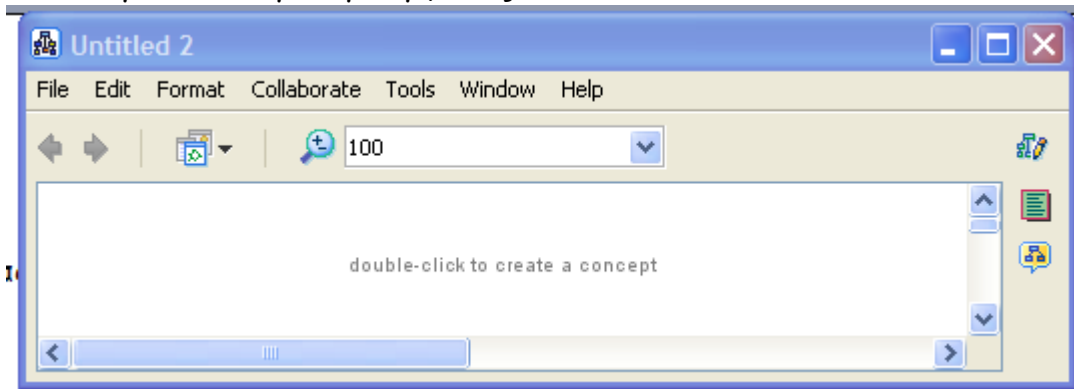 Untitled 2
File Edit Format Collaborate Tools Window Help
100
double-click to create a concept